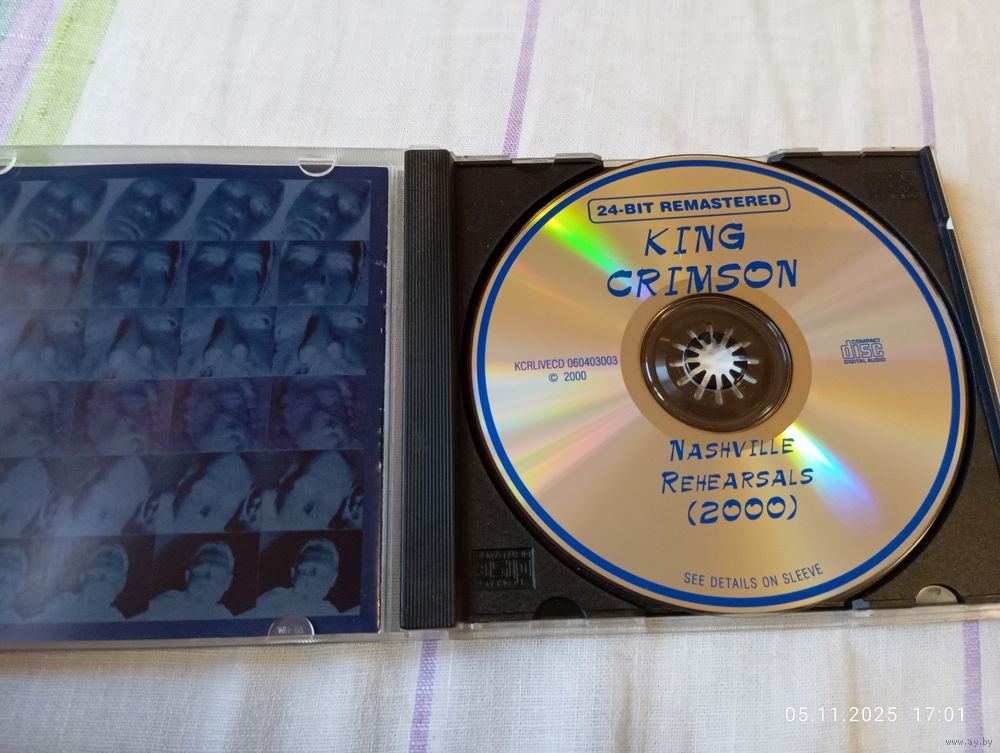 24-BIT REMASTERED
KING
CRIMSON
KCRLIVECD 060403003
© 2000
COMPACT
disc
DIGITAL AUDIO
NASHVILLE
REHEARSALS
(2000)
SEE DETAILS ON SLEEVE
05.11.2025 17:01
www.ay.by